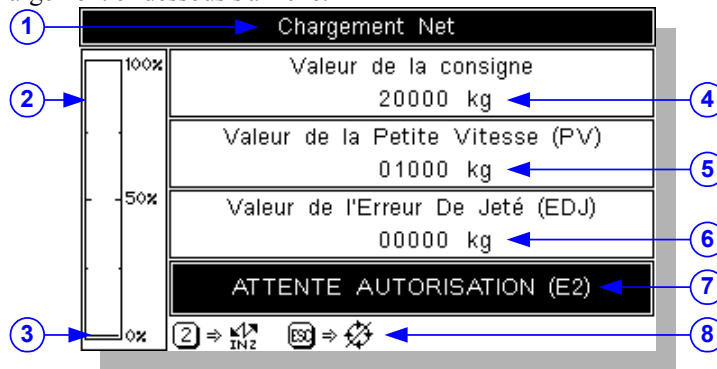 1 Chargement Net
100%
2
50%
3 0%
Valeur de la consigne
20000 kg 4
Valeur de la Petite Vitesse (PV)
01000 kg 5
Valeur de l'Erreur De Jeté (EDJ)
00000 kg 6
ATTENTE AUTORISATION (E2) 7
2 ⇒ IN2 ESC ⇒ 8